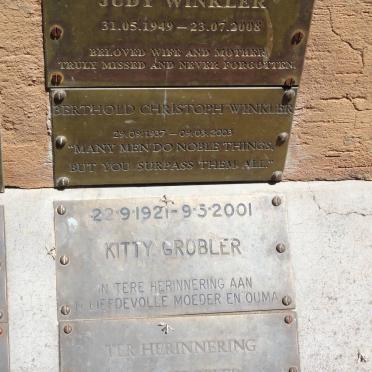 JUDY WINKLER
31.05.1949 – 23.07.2008
BELOVED WIFE AND MOTHER
TRULY MISSED AND NEVER FORGOTTEN.
BERTHOLD CHRISTOPH WINKLER
29.09.1937 – 09.03.2003
"MANY MEN DO NOBLE THINGS,
BUT YOU SURPASS THEM ALL"
22·9·1921-9·5·2001
KITTY GROBLER
IN TERE HERINNERING AAN
LIEFDEVOLLE MOEDER EN OUMA
TER HERINNERING